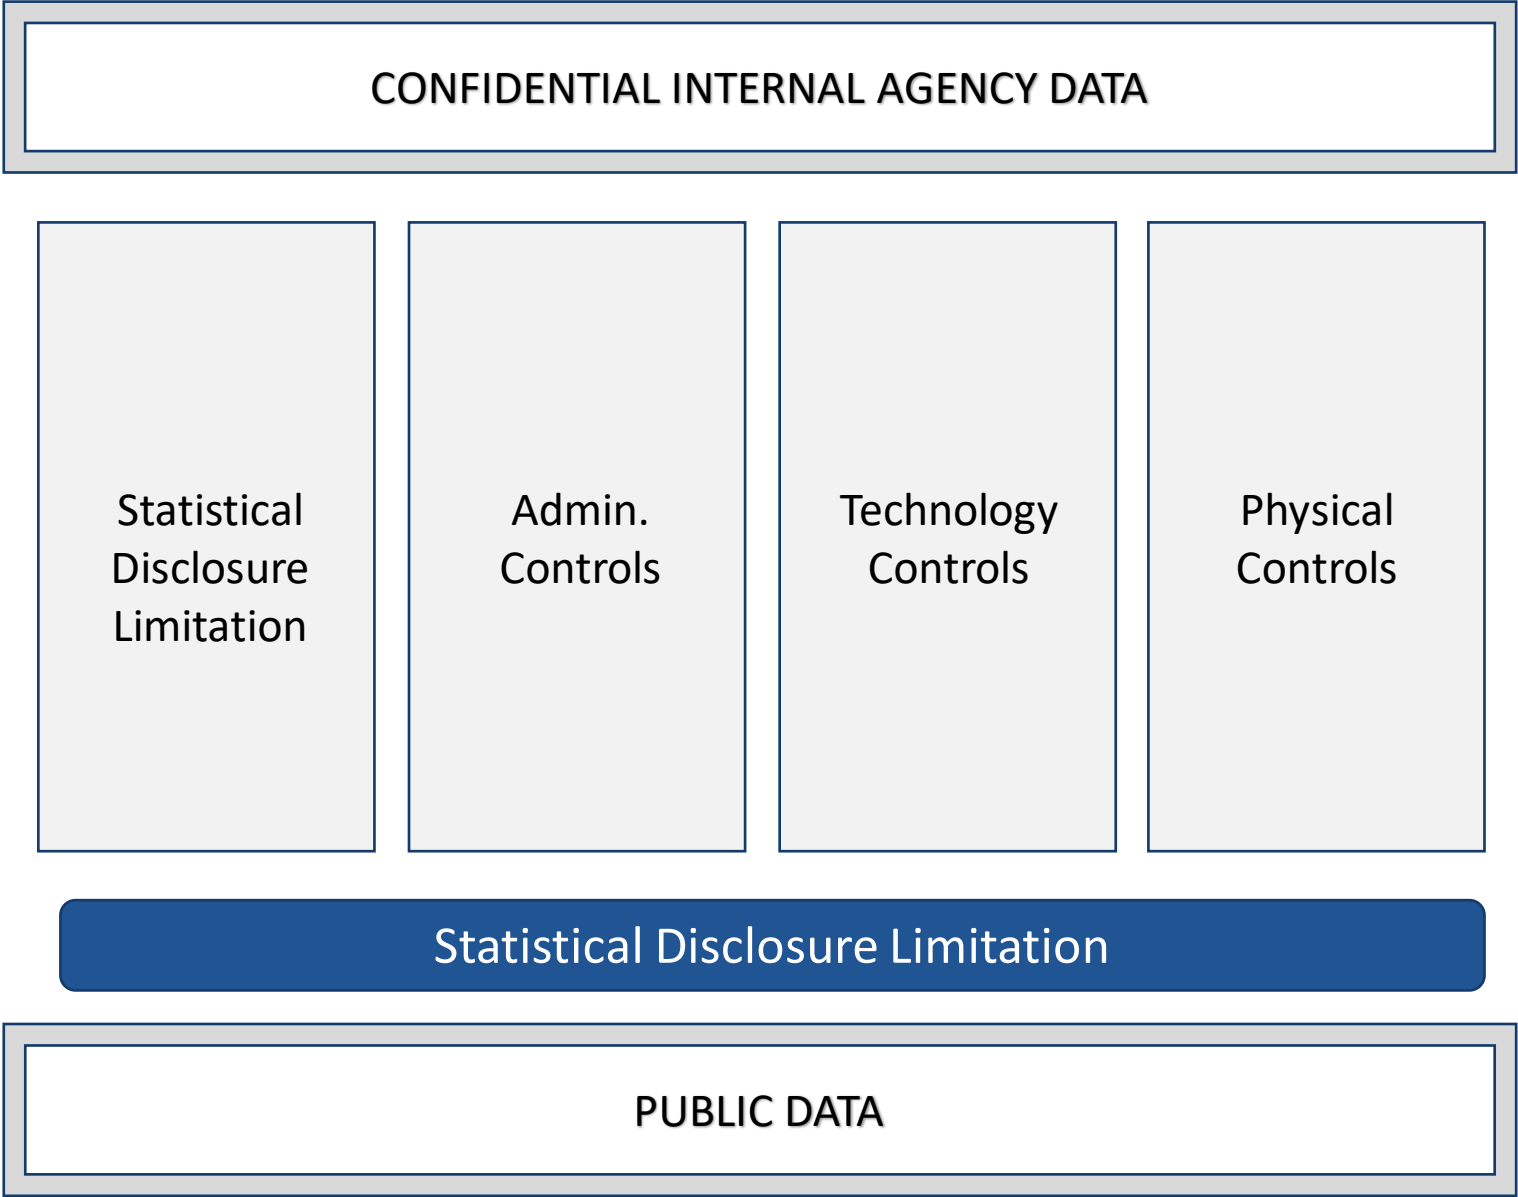 CONFIDENTIAL INTERNAL AGENCY DATA
Statistical
Disclosure
Limitation
Admin.
Controls
Technology
Controls
Physical
Controls
Statistical Disclosure Limitation
PUBLIC DATA